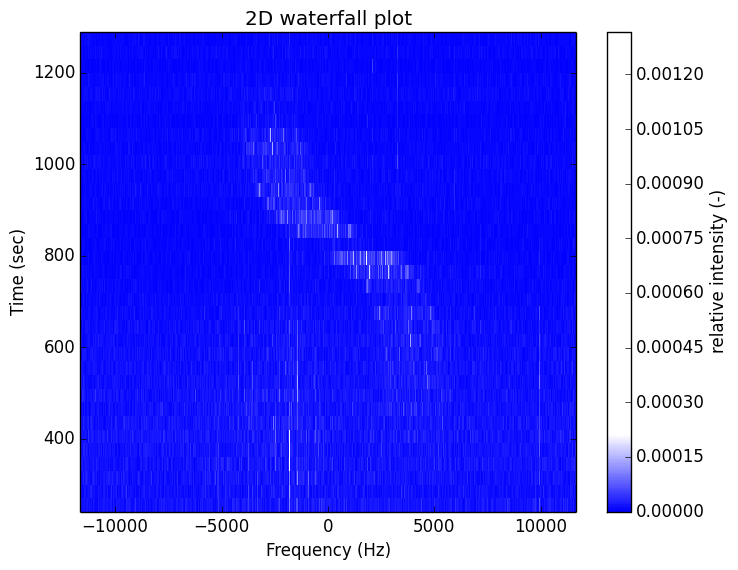 2D waterfall plot
1200
1000
800
600
400
Time (sec)
−10000 −5000 0 5000 10000
Frequency (Hz)
0.00120
0.00105
0.00090
0.00075
0.00060
0.00045
0.00030
0.00015
0.00000
relative intensity (-)